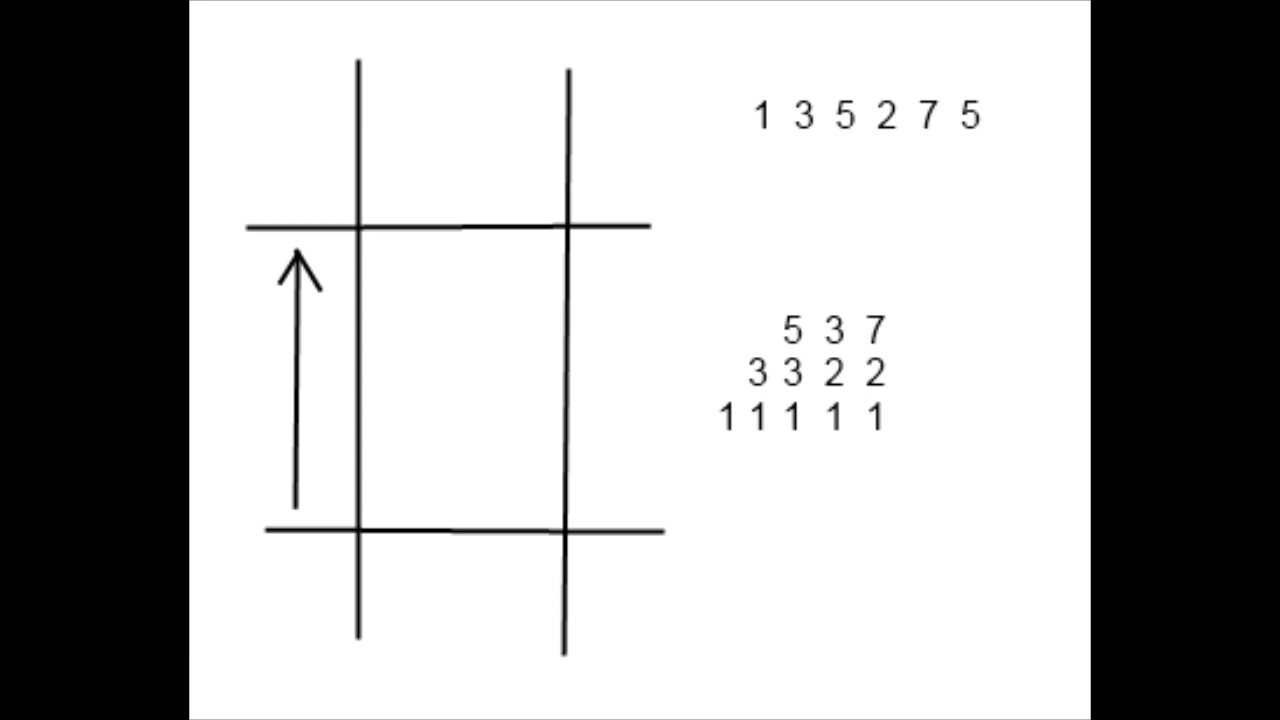 1 3 5 2 7 5
5 3 7
3 3 2 2
1 1 1 1 1